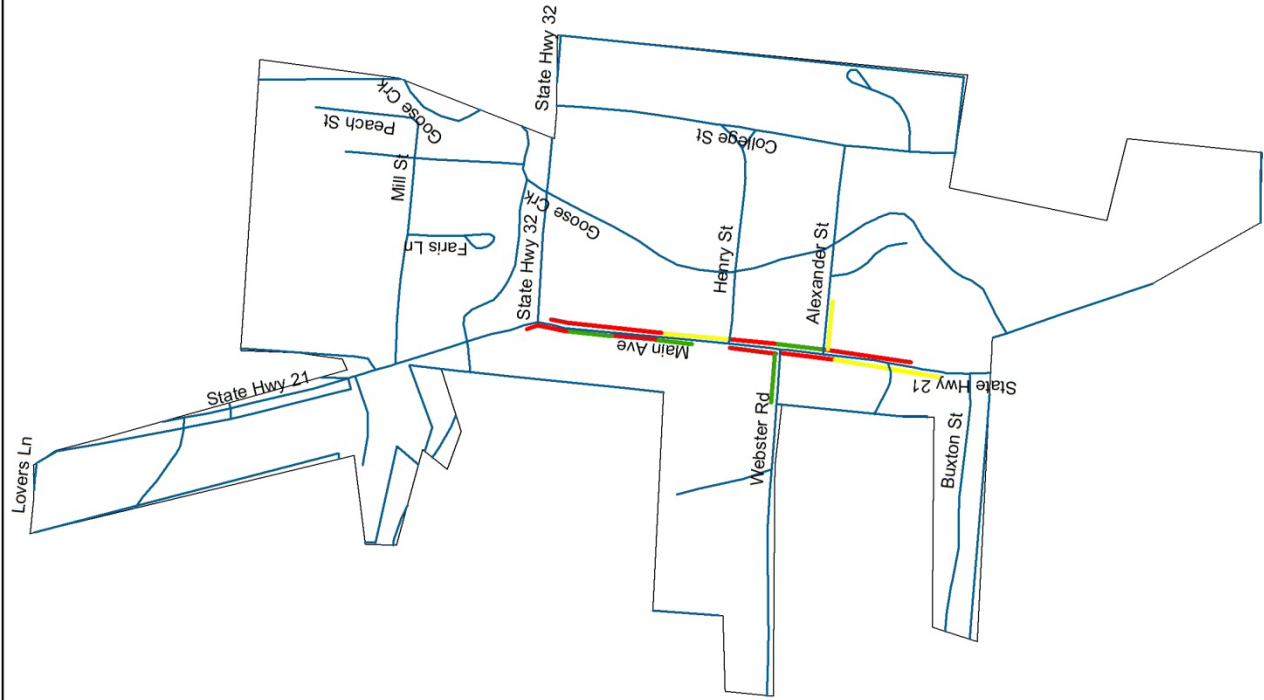 State Hwy 32
Goose Crk
Peach St
College St
Mill St
Goose Crk
Faris Ln
State Hwy 32
Henry St
Alexander St
Main Ave
State Hwy 21
State Hwy 21
Webster Rd
Buxton St
Lovers Ln